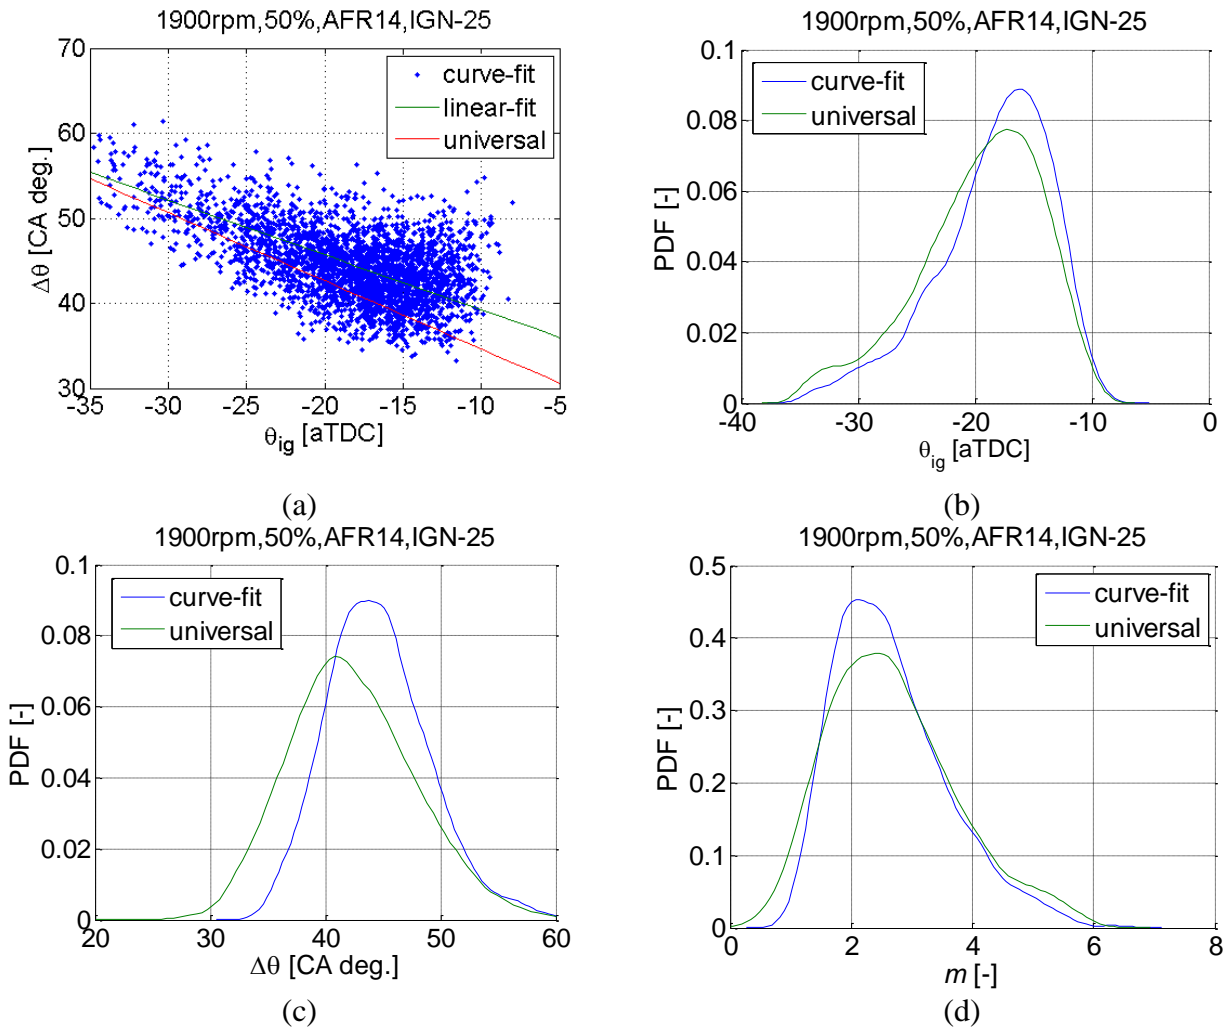 1900rpm,50%,AFR14,IGN-25
70
60
50
40
30
-35 -30 -25 -20 -15 -10 -5
Δθ [CA deg.]
θig [aTDC]
curve-fit
linear-fit
universal
(a)
1900rpm,50%,AFR14,IGN-25
0.1
0.08
0.06
0.04
0.02
0
-40 -30 -20 -10 0
PDF [-]
θig [aTDC]
curve-fit
universal
(b)
1900rpm,50%,AFR14,IGN-25
0.1
0.08
0.06
0.04
0.02
0
20 30 40 50 60
PDF [-]
Δθ [CA deg.]
curve-fit
universal
(c)
1900rpm,50%,AFR14,IGN-25
0.5
0.4
0.3
0.2
0.1
0
0 2 4 6 8
PDF [-]
m [-]
curve-fit
universal
(d)